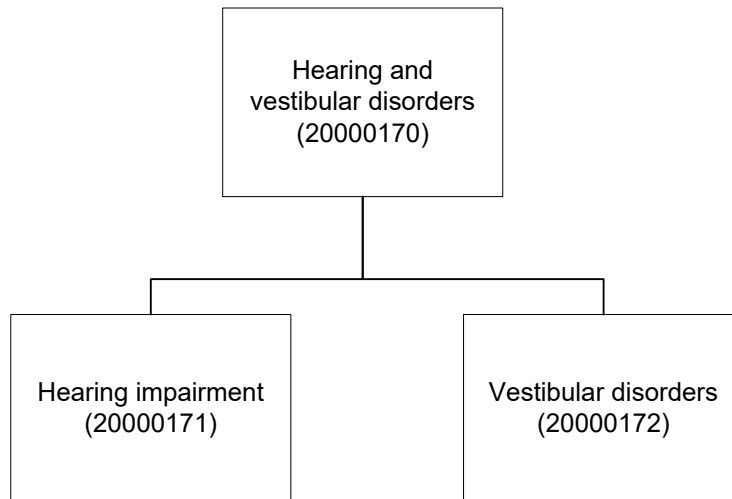 Hearing and
vestibular disorders
(20000170)
Hearing impairment
(20000171)
Vestibular disorders
(20000172)